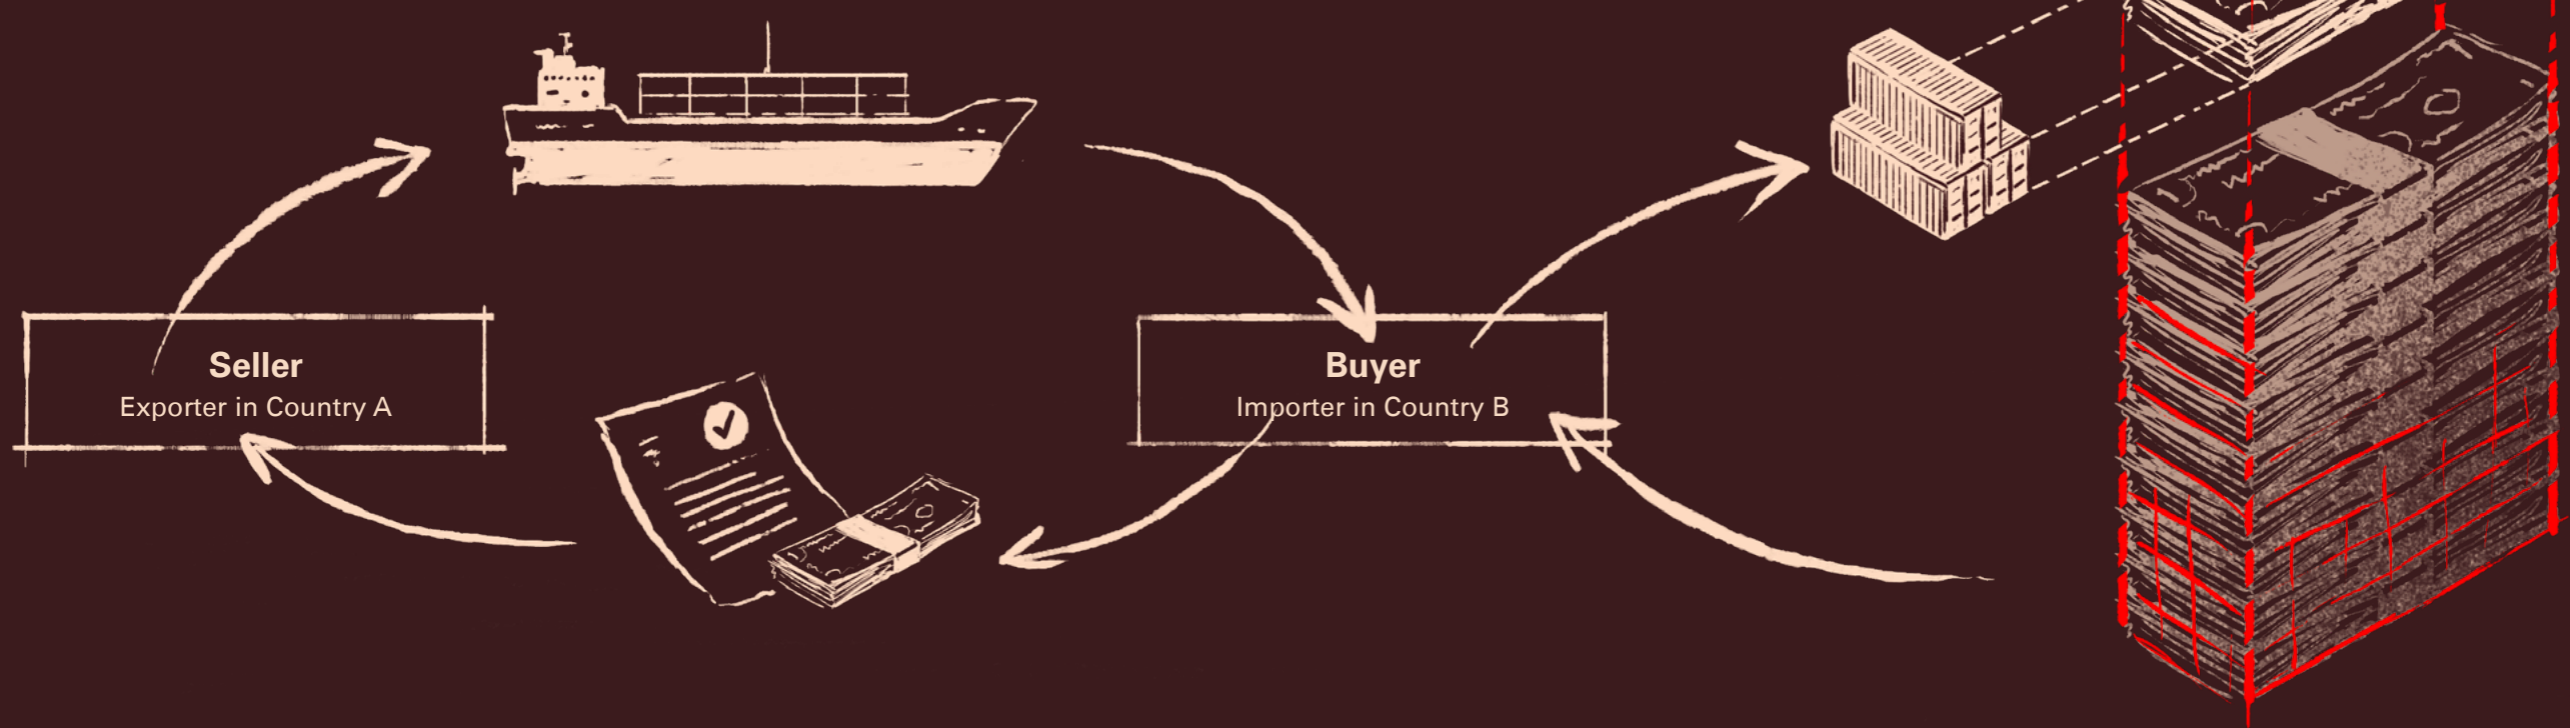 Seller
Exporter in Country A
Buyer
Importer in Country B